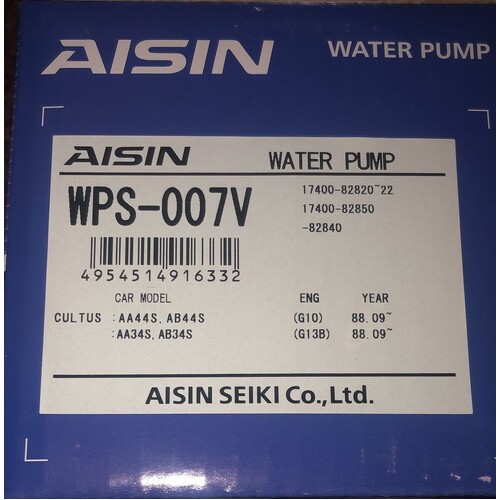 AISIN WATER PUMP
AISIN WATER PUMP
WPS-007V 17400-82820~22
17400-82850
-82840
4954514916332
CAR MODEL ENG YEAR
CULTUS :AA44S, AB44S (G10) 88.09~
:AA34S, AB34S (G13B) 88.09~
AISIN SEIKI Co.,Ltd.